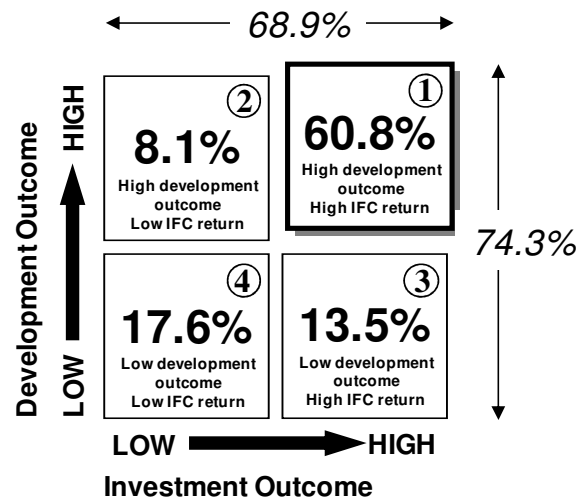 68.9%
②
8.1%
High development
outcome
Low IFC return
①
60.8%
High development
outcome
High IFC return
④
17.6%
Low development
outcome
Low IFC return
③
13.5%
Low development
outcome
High IFC return
74.3%
Development Outcome
LOW
HIGH
LOW
HIGH
Investment Outcome